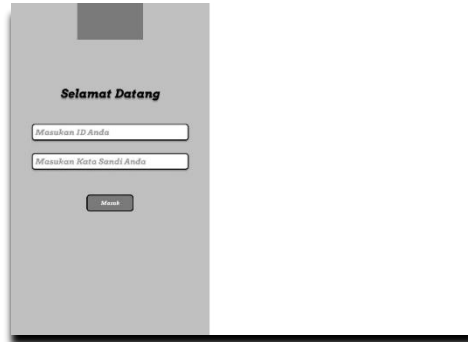 Selamat Datang
Masukan ID Anda
Masukan Kata Sandi Anda
Masuk